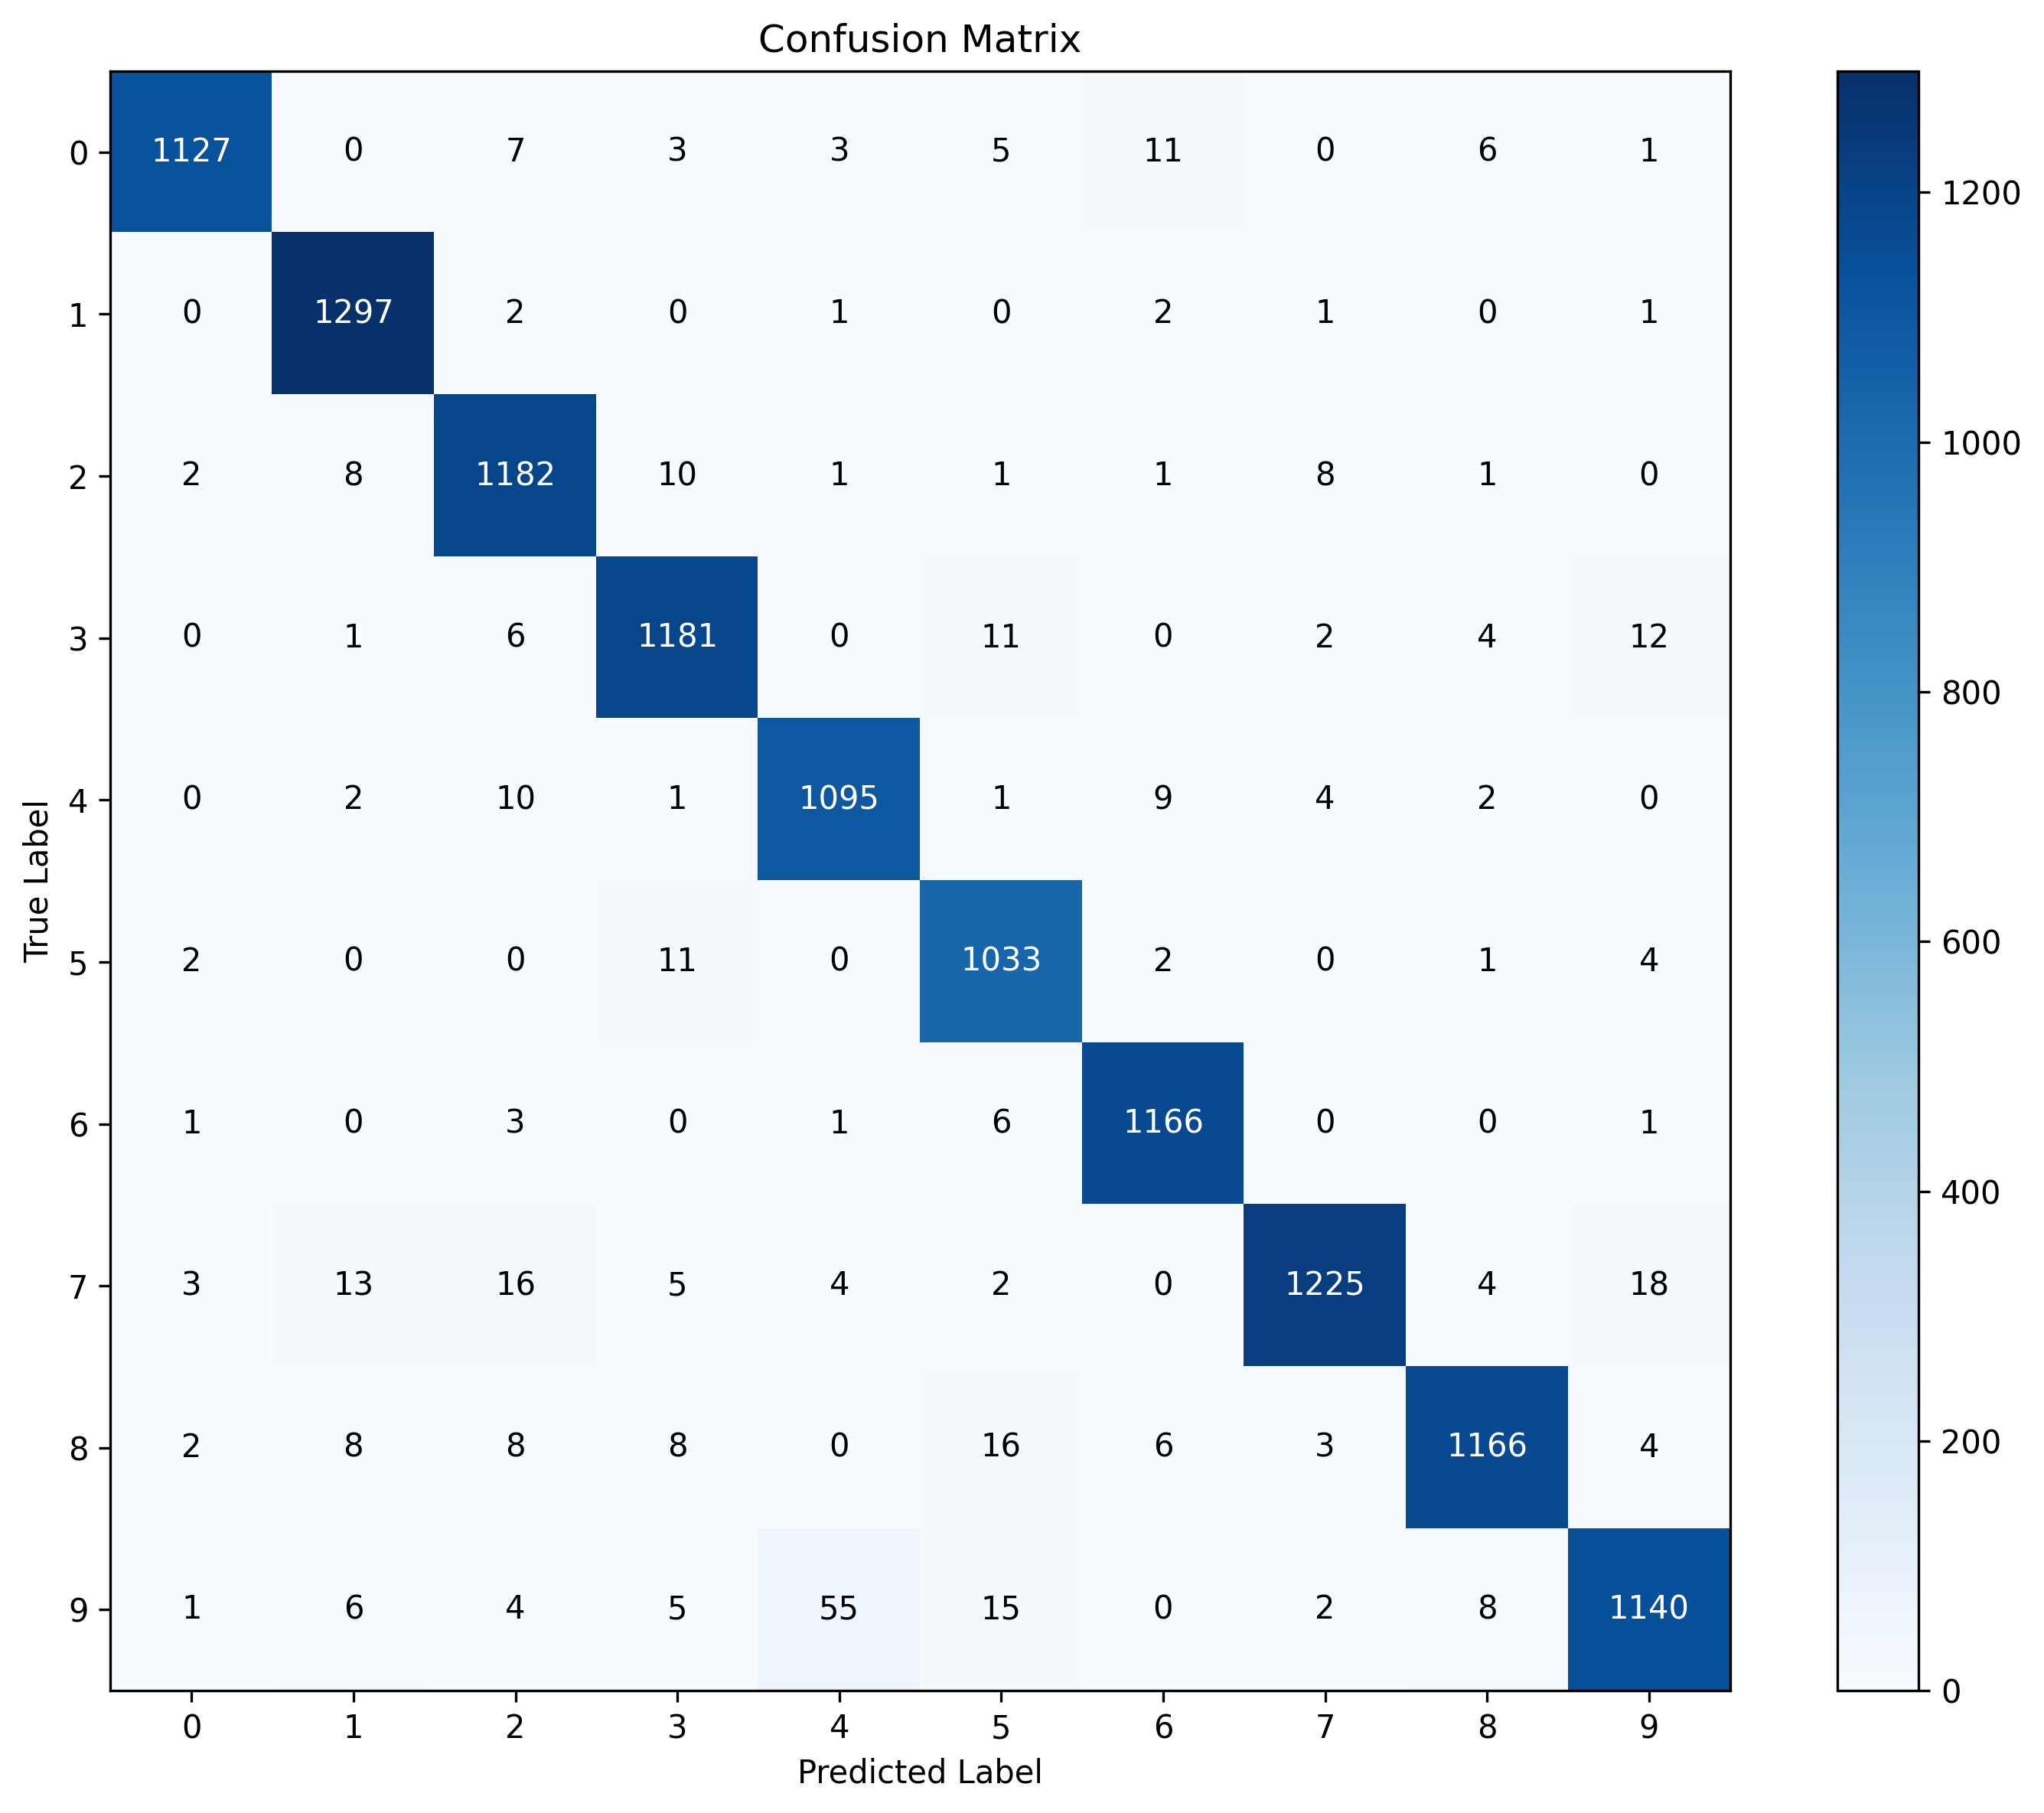 Confusion Matrix
0 1127 0 7 3 3 5 11 0 6 1
1 0 1297 2 0 1 0 2 1 0 1
2 2 8 1182 10 1 1 1 8 1 0
3 0 1 6 1181 0 11 0 2 4 12
4 0 2 10 1 1095 1 9 4 2 0
5 2 0 0 11 0 1033 2 0 1 4
6 1 0 3 0 1 6 1166 0 0 1
7 3 13 16 5 4 2 0 1225 4 18
8 2 8 8 8 0 16 6 3 1166 4
9 1 6 4 5 55 15 0 2 8 1140
0 1 2 3 4 5 6 7 8 9
Predicted Label
True Label
1200
1000
800
600
400
200
0